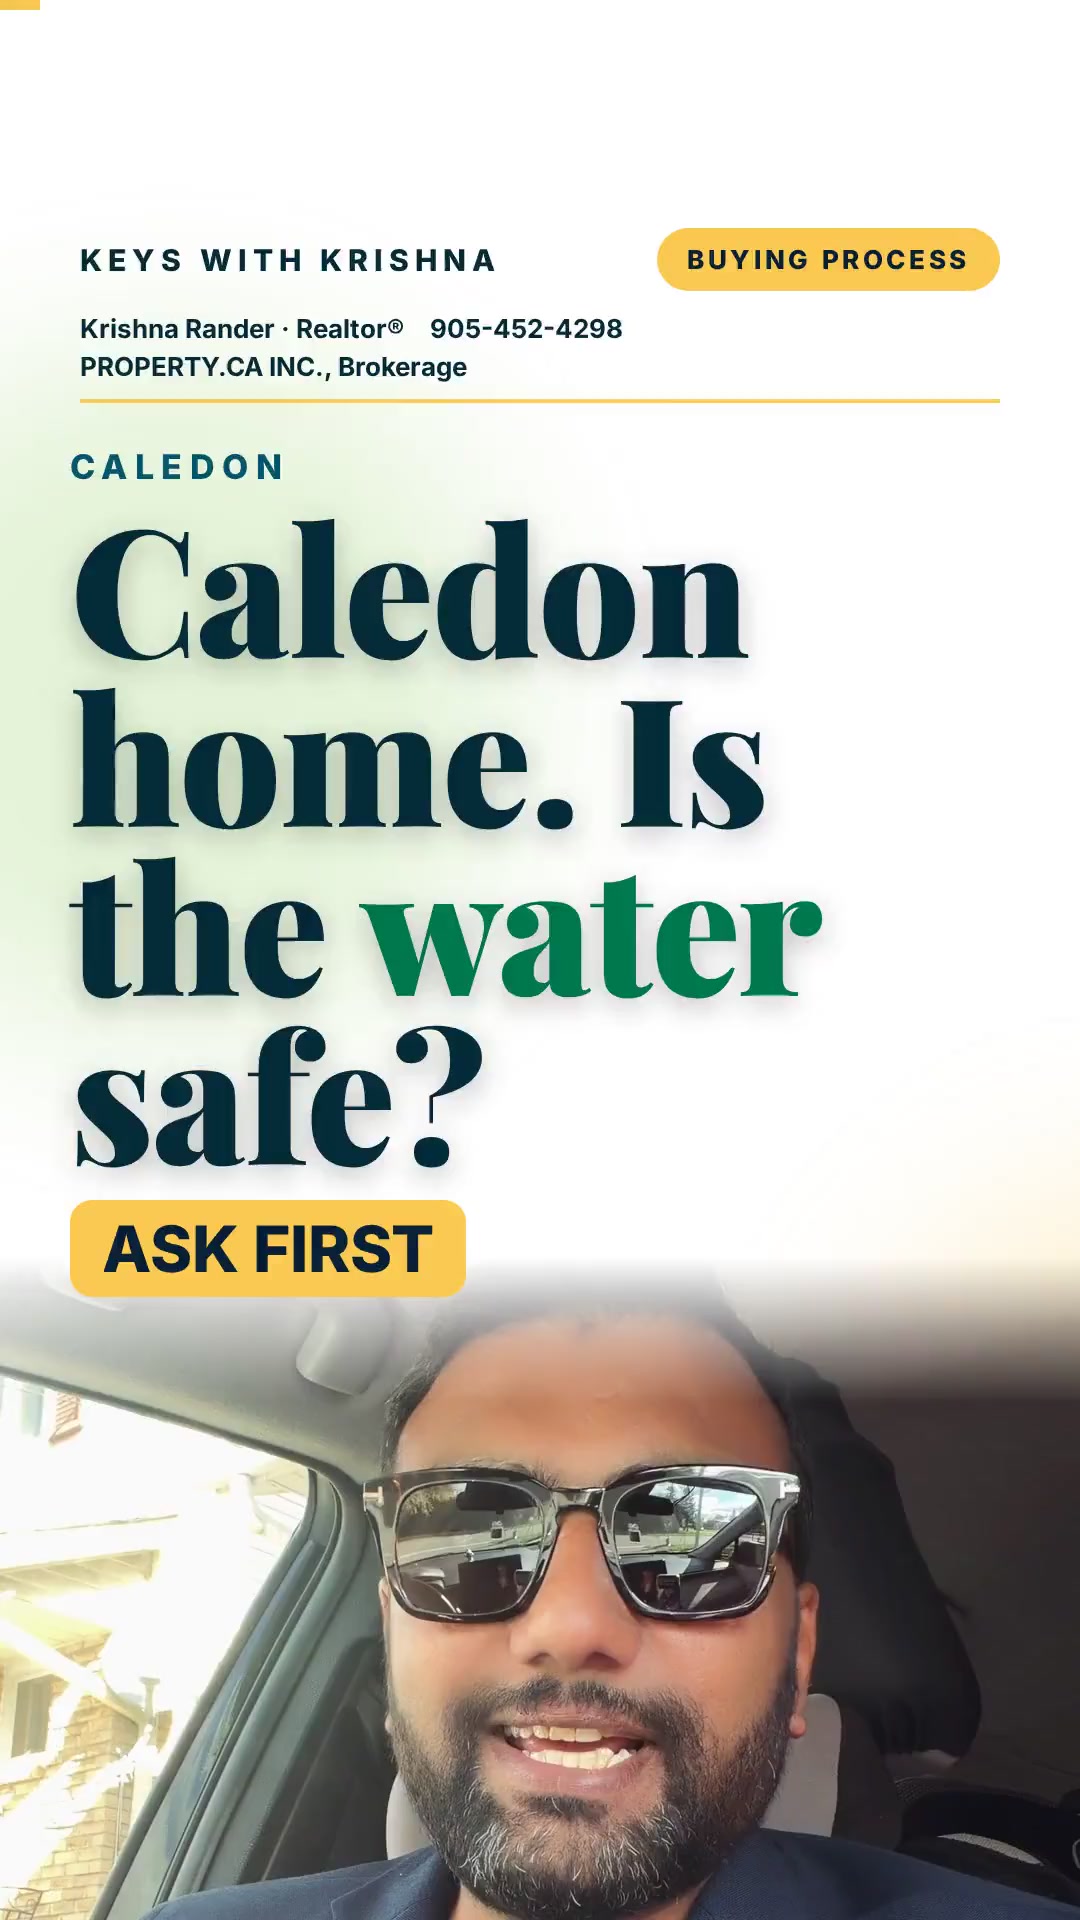 KEYS WITH KRISHNA
BUYING PROCESS
Krishna Rander · Realtor® 905-452-4298
PROPERTY.CA INC., Brokerage
CALEDON
Caledon
home. Is
the water
safe?
ASK FIRST